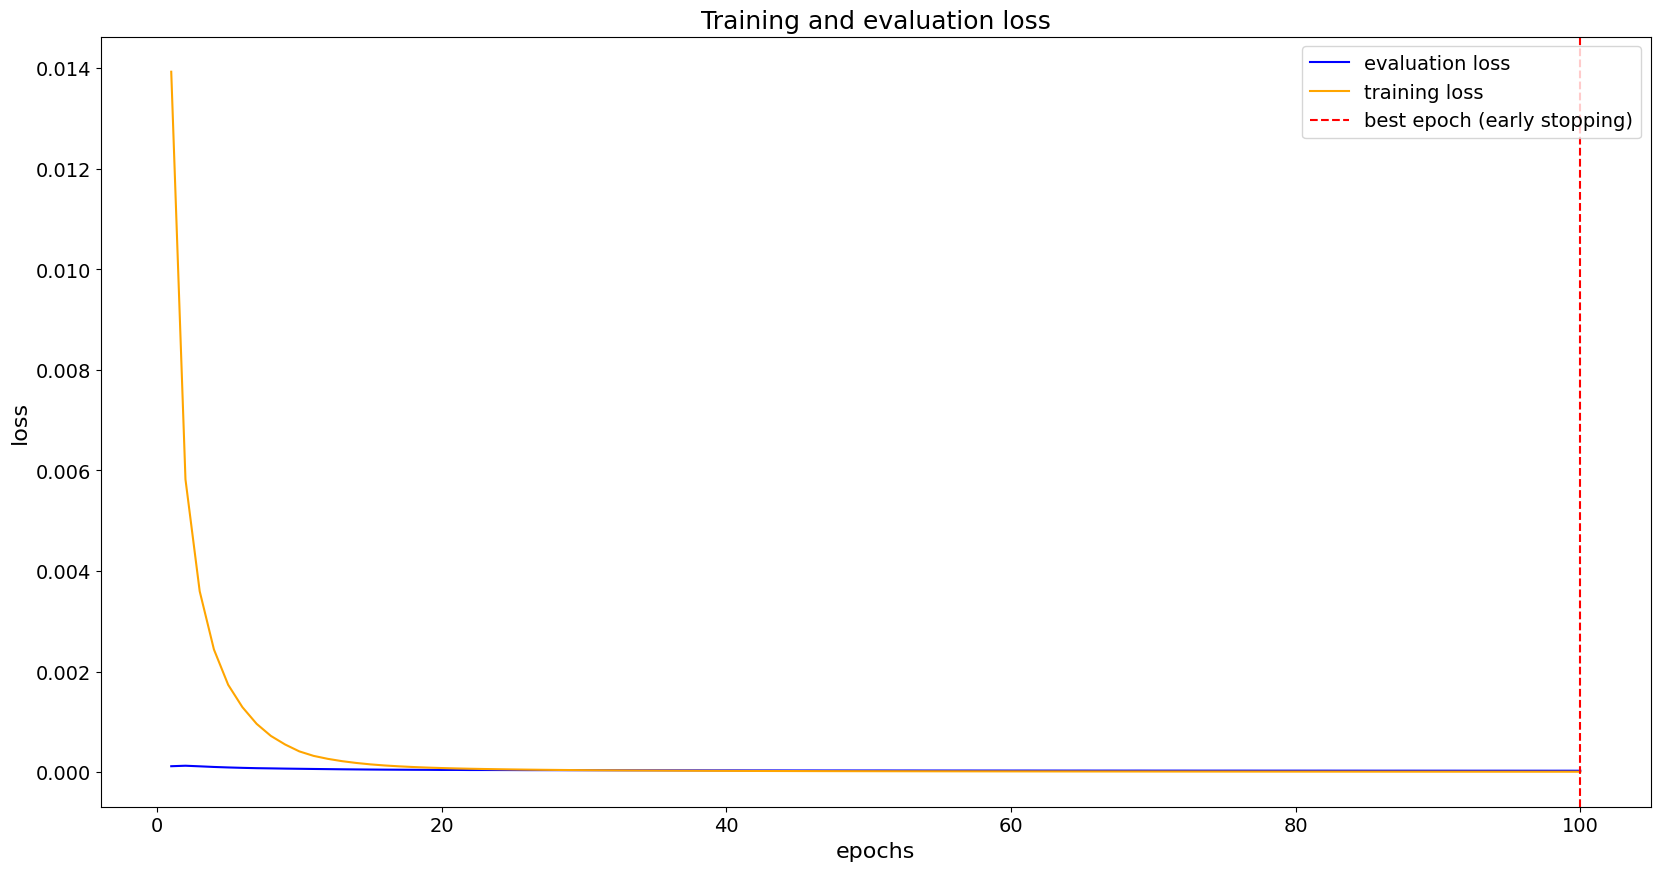 Training and evaluation loss
evaluation loss
training loss
best epoch (early stopping)
0.014
0.012
0.010
0.008
0.006
0.004
0.002
0.000
loss
0 20 40 60 80 100
epochs